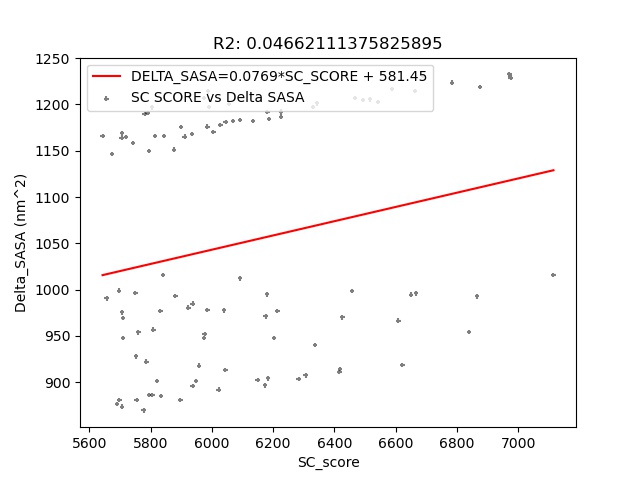 R2: 0.04662111375825895
DELTA_SASA=0.0769*SC_SCORE + 581.45
SC SCORE vs Delta SASA
Delta_SASA (nm^2)
1250
1200
1150
1100
1050
1000
950
900
5600 5800 6000 6200 6400 6600 6800 7000
SC_score